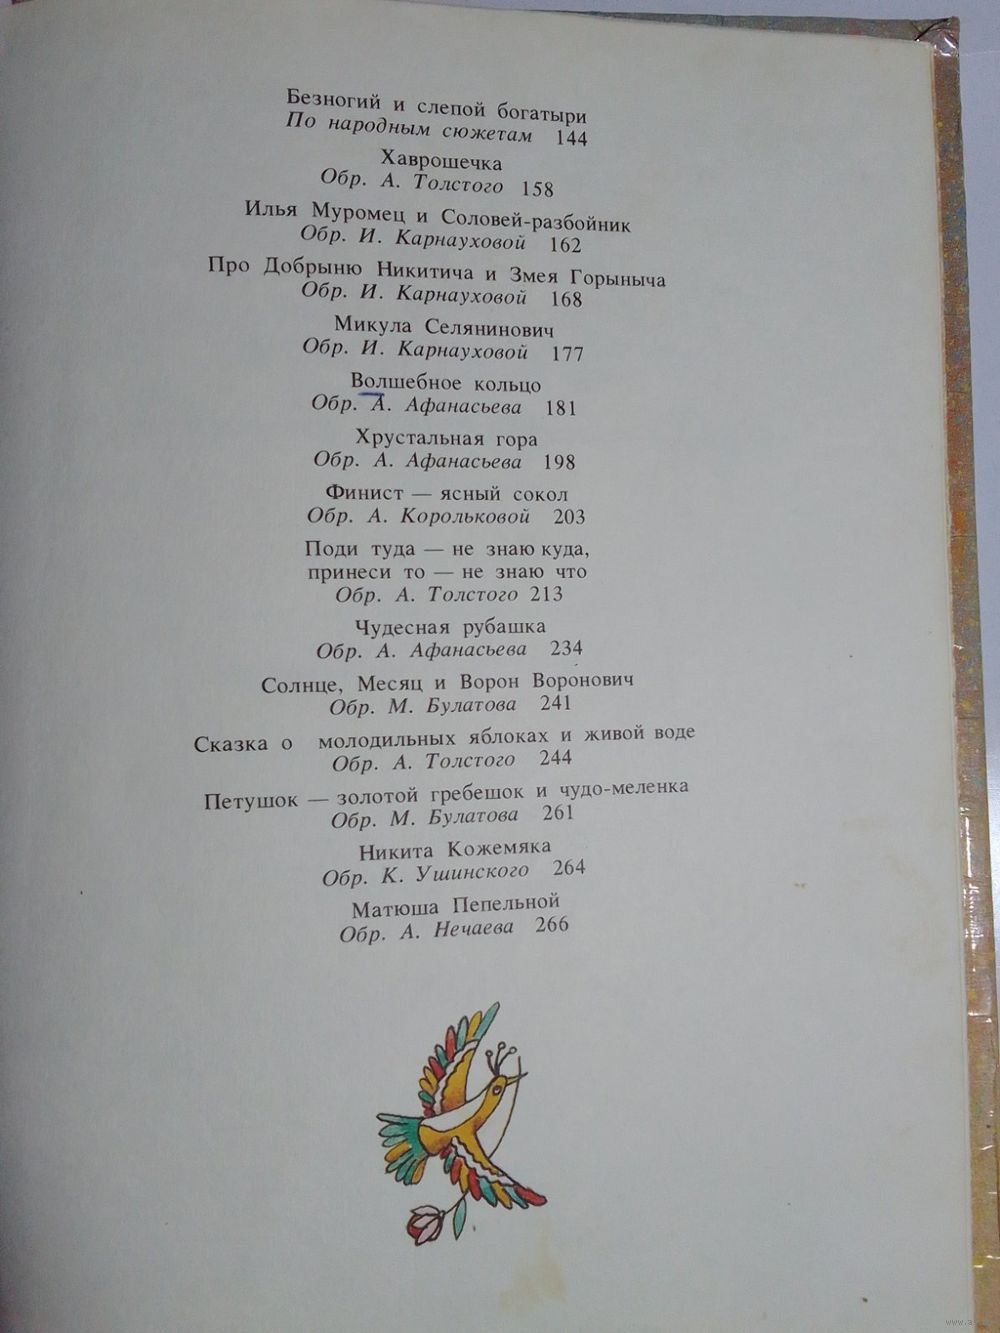 Безногий и слепой богатыри
По народным сюжетам 144
Хаврошечка
Обр. А. Толстого 158
Илья Муромец и Соловей-разбойник
Обр. И. Карнауховой 162
Про Добрыню Никитича и Змея Горыныча
Обр. И. Карнауховой 168
Микула Селянинович
Обр. И. Карнауховой 177
Волшебное кольцо
Обр. А. Афанасьева 181
Хрустальная гора
Обр. А. Афанасьева 198
Финист — ясный сокол
Обр. А. Корольковой 203
Поди туда — не знаю куда,
принеси то — не знаю что
Обр. А. Толстого 213
Чудесная рубашка
Обр. А. Афанасьева 234
Солнце, Месяц и Ворон Воронович
Обр. М. Булатова 241
Сказка о молодильных яблоках и живой воде
Обр. А. Толстого 244
Петушок — золотой гребешок и чудо-меленка
Обр. М. Булатова 261
Никита Кожемяка
Обр. К. Ушинского 264
Матюша Пепельной
Обр. А. Нечаева 266